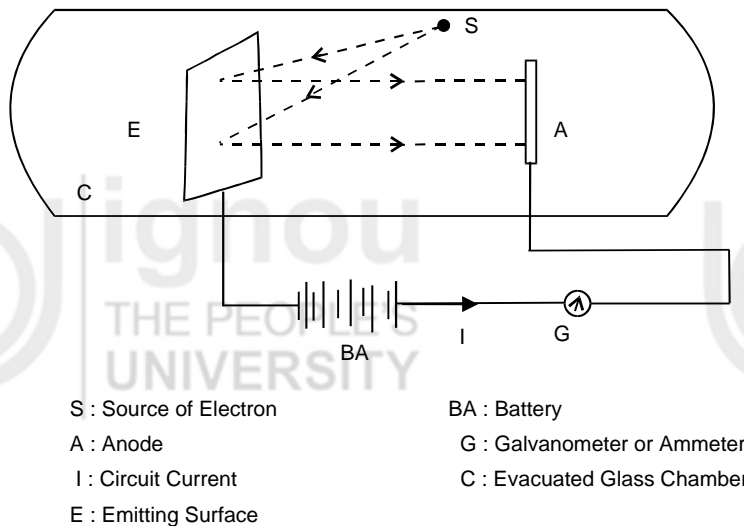 S
E
A
C
ignou
THE PEOPLE'S
UNIVERSITY
BA
I
G
S : Source of Electron
BA : Battery
A : Anode
G : Galvanometer or Ammeter
I : Circuit Current
C : Evacuated Glass Chamber
E : Emitting Surface